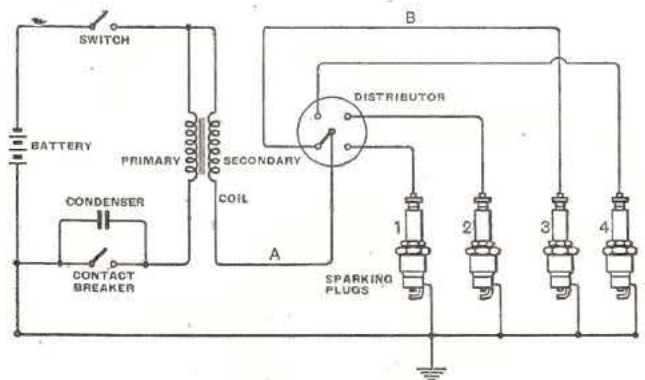 B
SWITCH
DISTRIBUTOR
BATTERY
PRIMARY
SECONDARY
COIL
CONDENSER
A
CONTACT
BREAKER
SPARKING
PLUGS
1
2
3
4